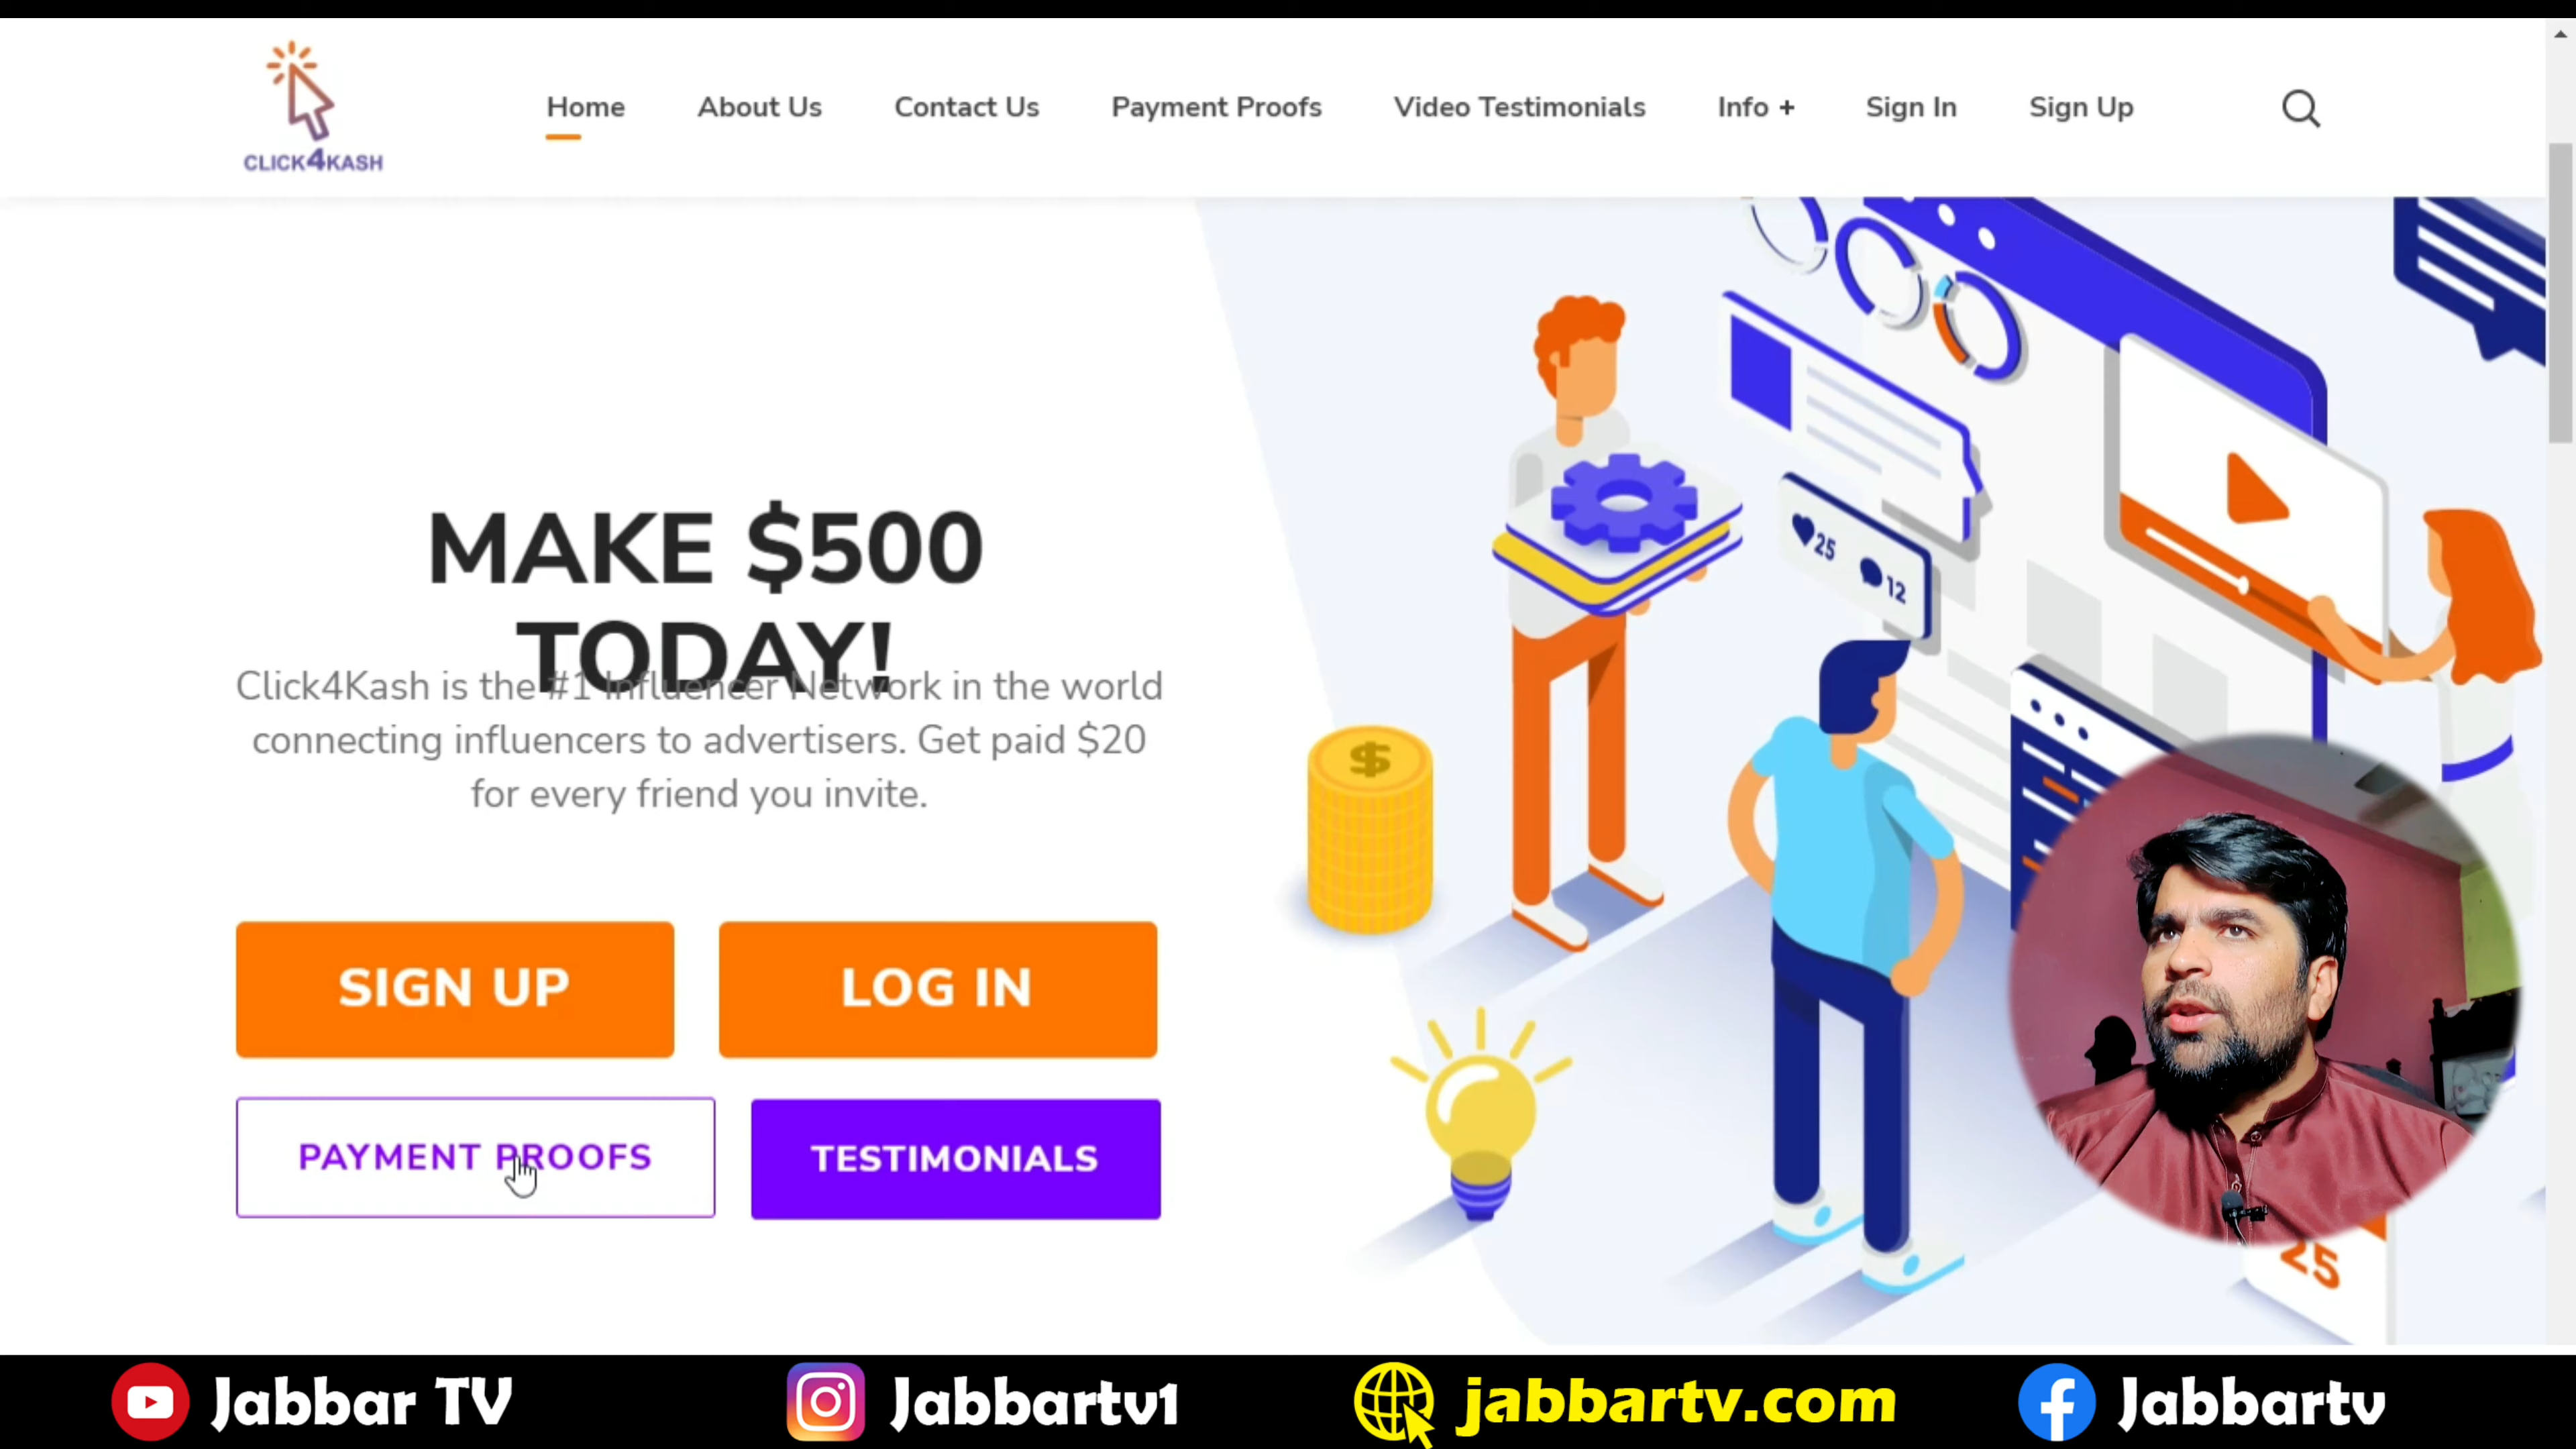 CLICK4KASH
Home
About Us
Contact Us
Payment Proofs
Video Testimonials
Info +
Sign In
Sign Up
MAKE $500
TODAY!
Click4Kash is the #1 Influencer Network in the world
connecting influencers to advertisers. Get paid $20
for every friend you invite.
SIGN UP
LOG IN
PAYMENT PROOFS
TESTIMONIALS
$
25
12
25
Jabbar TV
Jabbartv1
jabbartv.com
Jabbartv